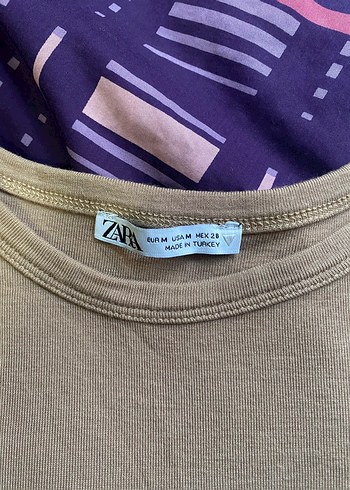 ZARA
EUR M USA M MEX 28
MADE IN TURKEY